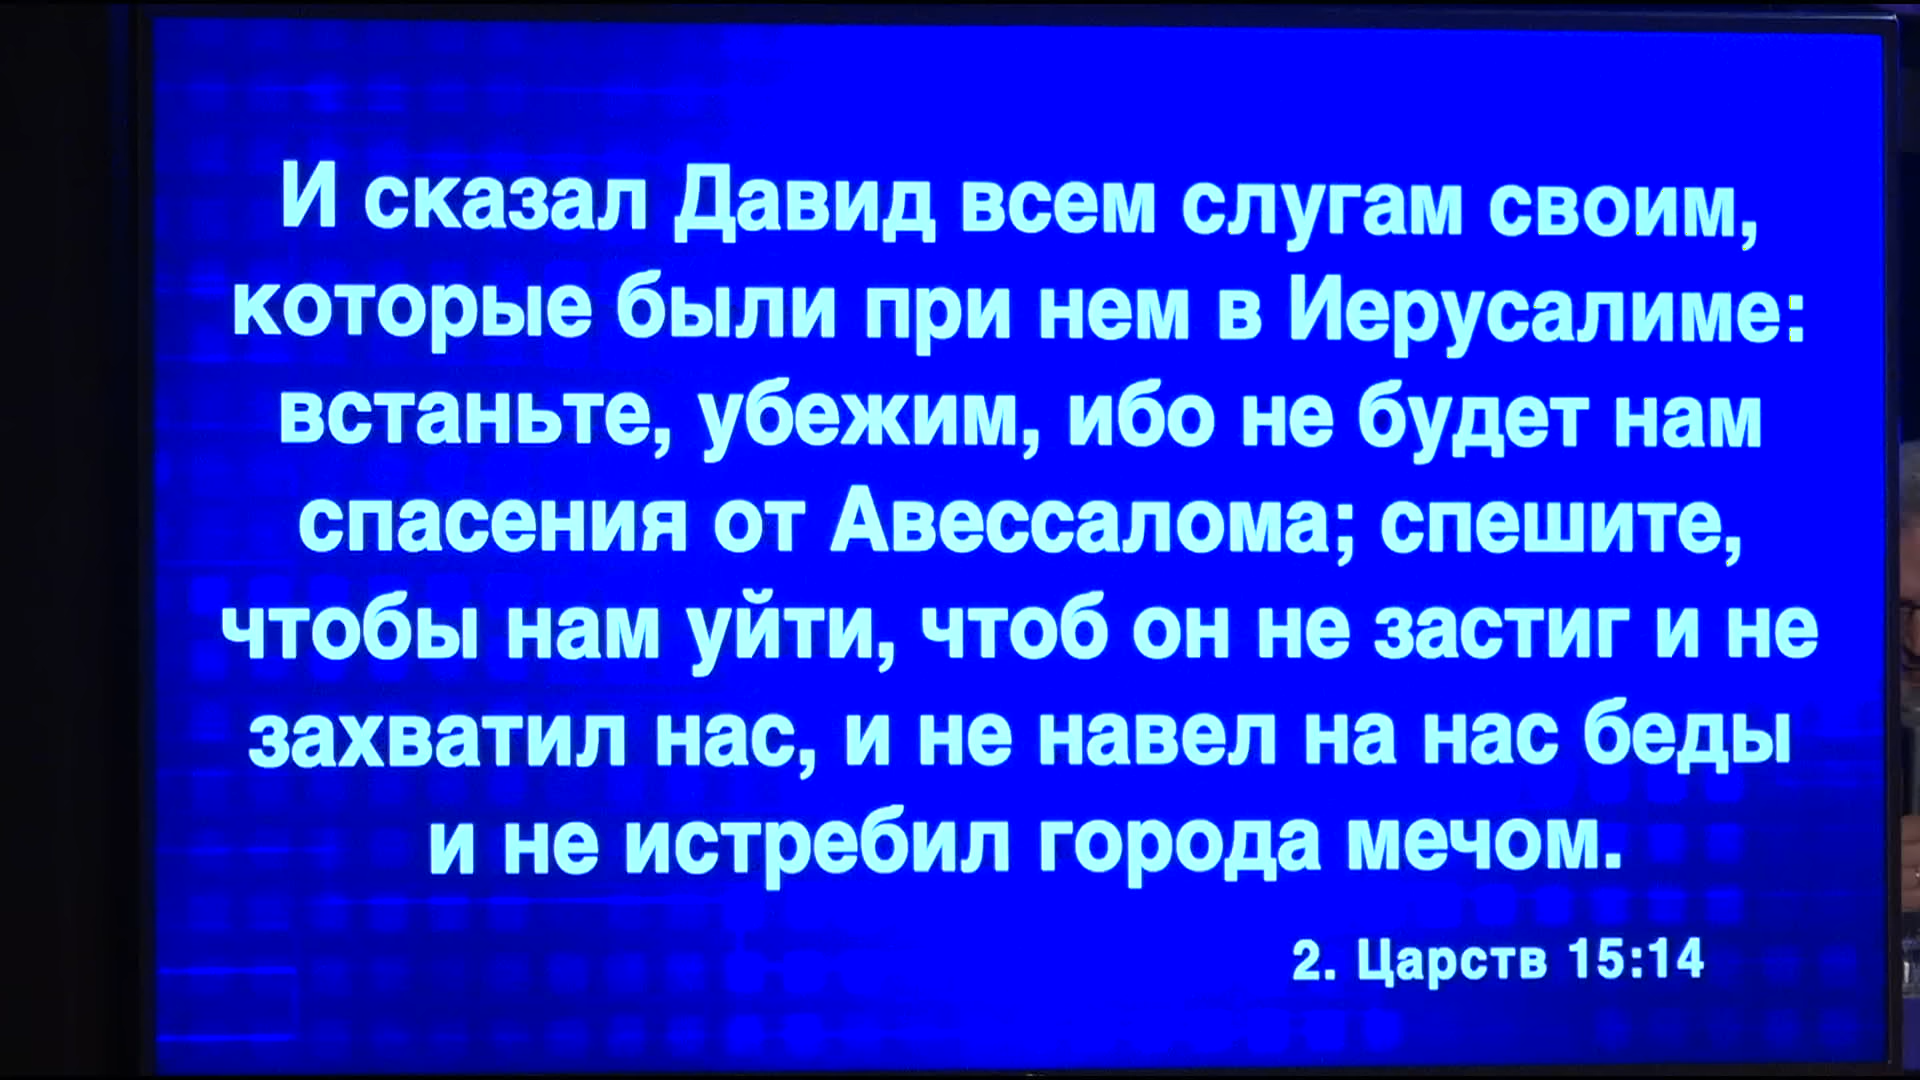 И сказал Давид всем слугам своим,
которые были при нем в Иерусалиме:
встаньте, убежим, ибо не будет нам
спасения от Авессалома; спешите,
чтобы нам уйти, чтоб он не застиг и не
захватил нас, и не навел на нас беды
и не истребил города мечом.
2. Царств 15:14